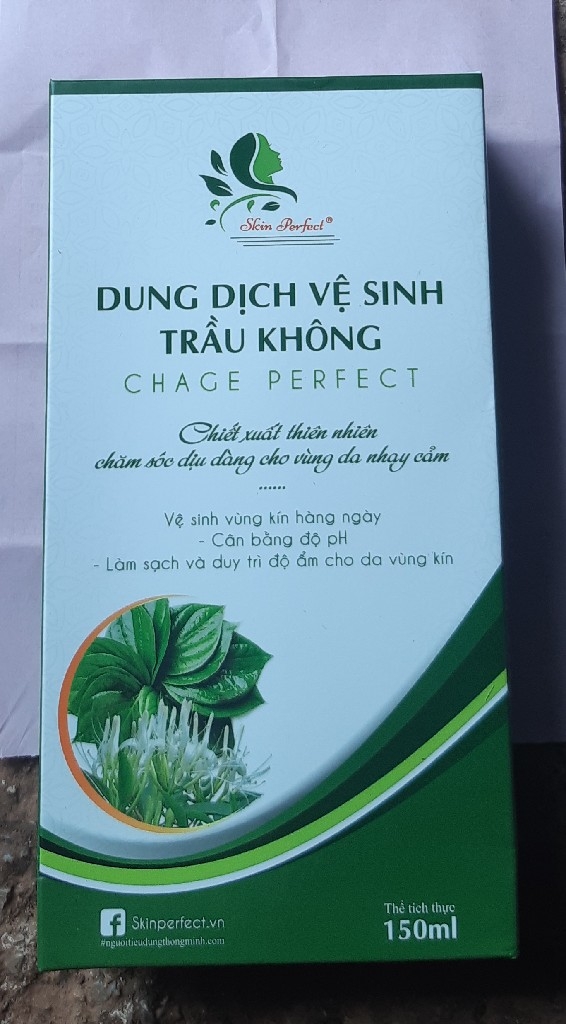 Skin Perfect®
DUNG DỊCH VỆ SINH
TRẦU KHÔNG
CHAGE PERFECT
Chiết xuất thiên nhiên
chăm sóc dịu dàng cho vùng da nhạy cảm
......
Vệ sinh vùng kín hàng ngày
- Cân bằng độ pH
- Làm sạch và duy trì độ ẩm cho da vùng kín
f Skinperfect.vn
#nguoitieudungthongminh.com
Thể tích thực
150ml